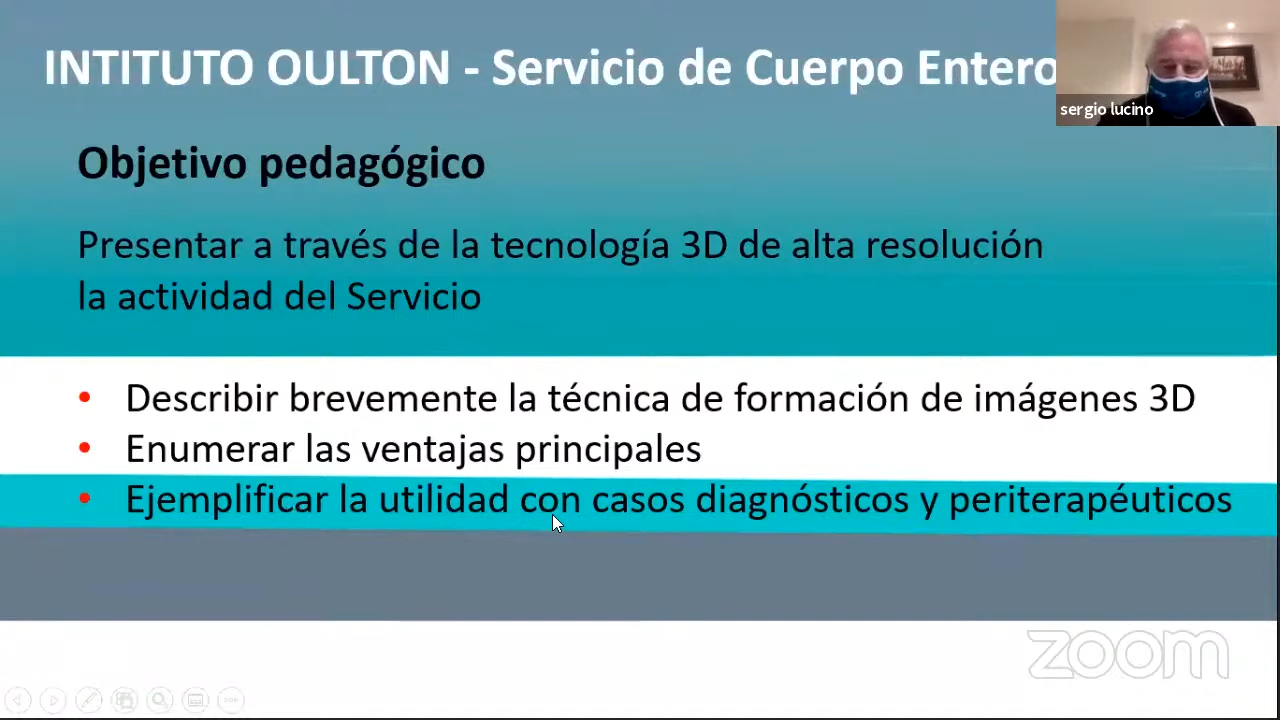 INTITUTO OULTON - Servicio de Cuerpo Entero
sergio lucino
Objetivo pedagógico
Presentar a través de la tecnología 3D de alta resolución
la actividad del Servicio
• Describir brevemente la técnica de formación de imágenes 3D
• Enumerar las ventajas principales
• Ejemplificar la utilidad con casos diagnósticos y periterapéuticos
zoom